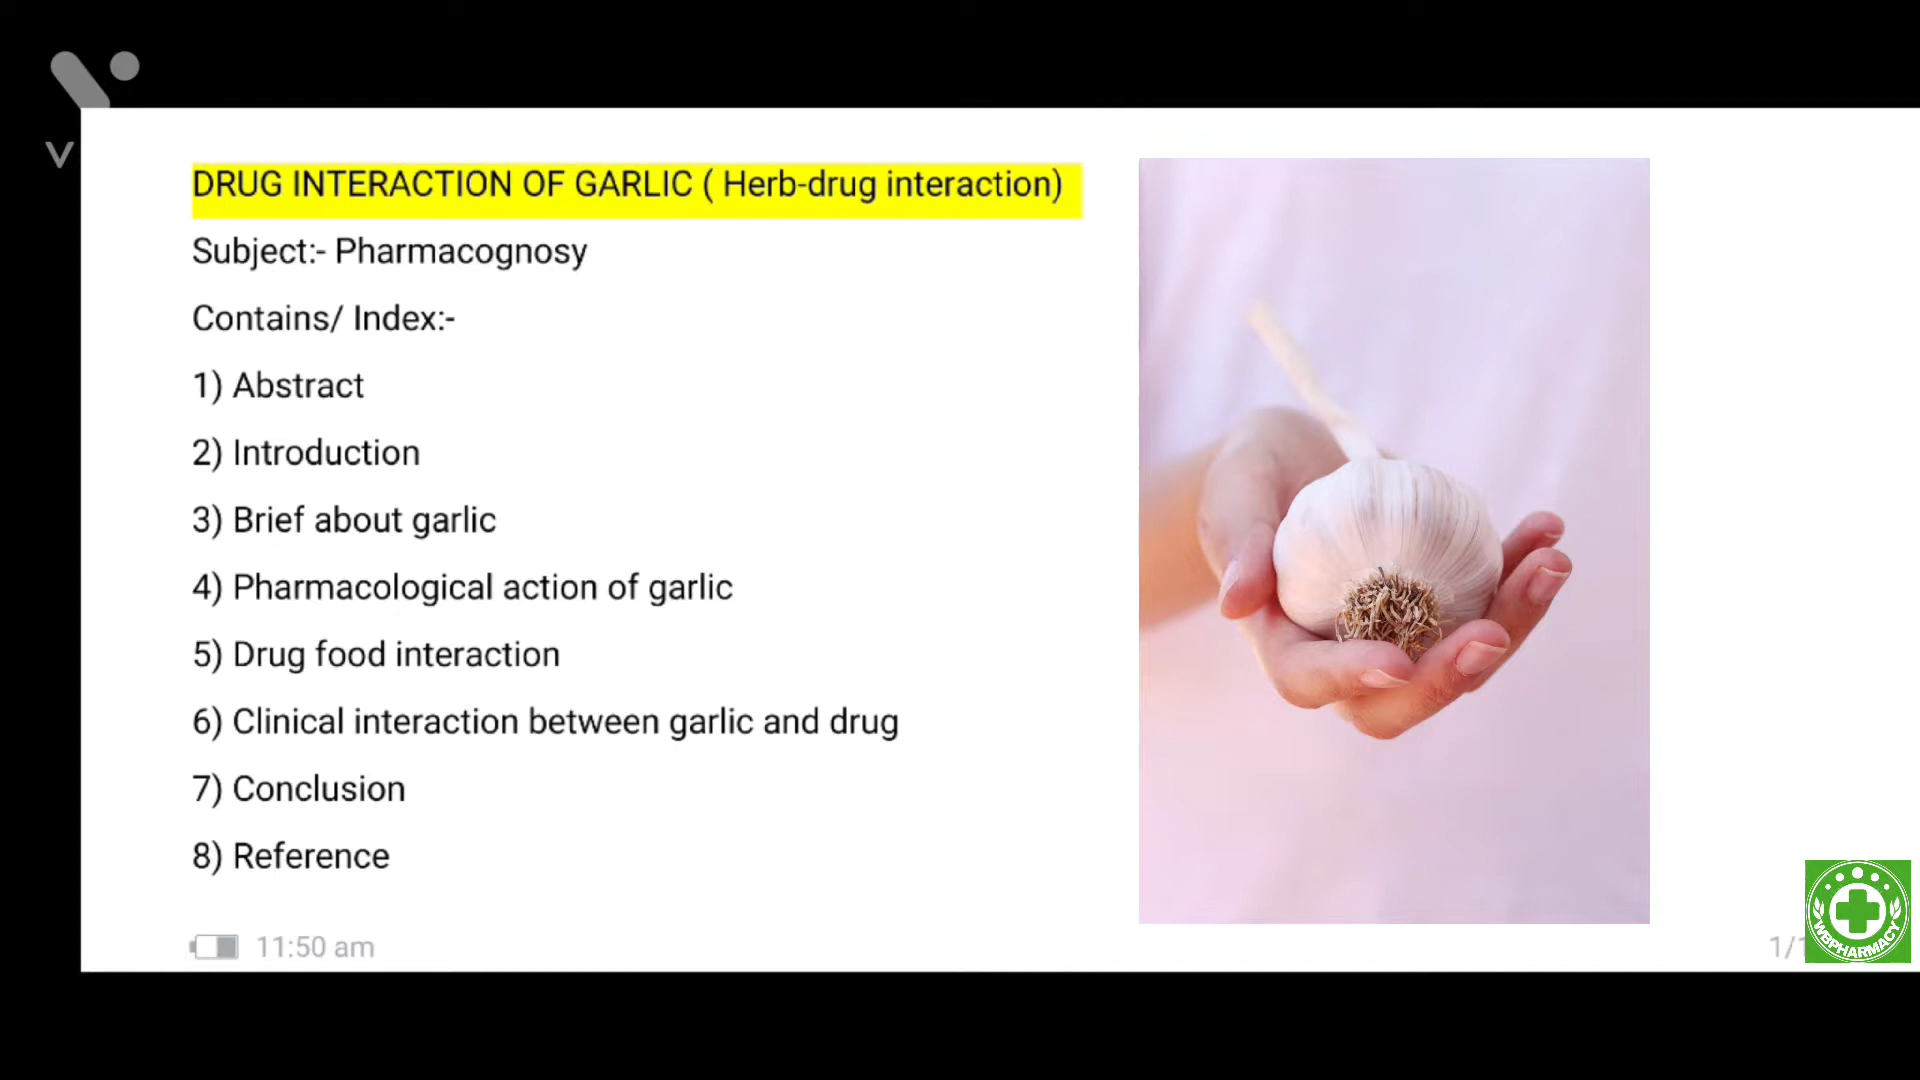 V
DRUG INTERACTION OF GARLIC ( Herb-drug interaction)
Subject:- Pharmacognosy
Contains/ Index:-
1) Abstract
2) Introduction
3) Brief about garlic
4) Pharmacological action of garlic
5) Drug food interaction
6) Clinical interaction between garlic and drug
7) Conclusion
8) Reference
11:50 am
WBPHARMACY